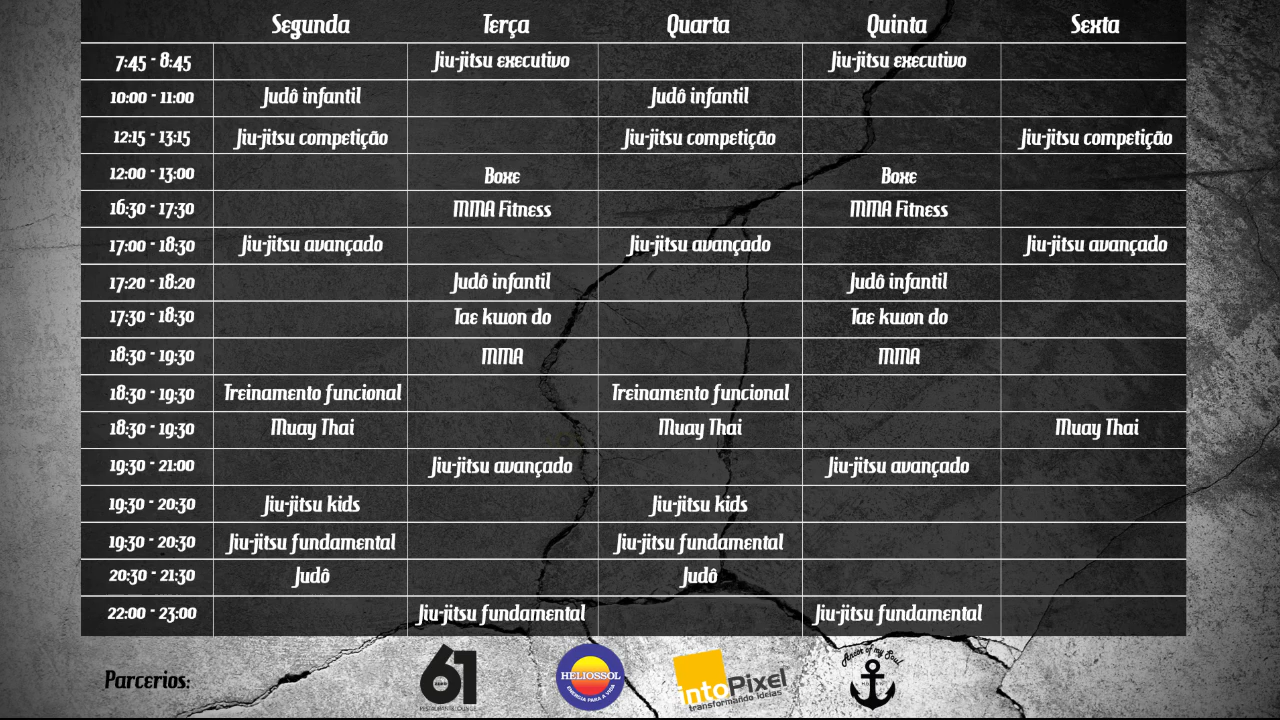 Segunda Terça Quarta Quinta Sexta
7:45 - 8:45 Jiu-jitsu executivo Jiu-jitsu executivo
10:00 - 11:00 Judô infantil Judô infantil
12:15 - 13:15 Jiu-jitsu competição Jiu-jitsu competição Jiu-jitsu competição
12:00 - 13:00 Boxe Boxe
16:30 - 17:30 MMA Fitness MMA Fitness
17:00 - 18:30 Jiu-jitsu avançado Jiu-jitsu avançado Jiu-jitsu avançado
17:20 - 18:20 Judô infantil Judô infantil
17:30 - 18:30 Tae kwon do Tae kwon do
18:30 - 19:30 MMA MMA
18:30 - 19:30 Treinamento funcional Treinamento funcional
18:30 - 19:30 Muay Thai Muay Thai Muay Thai
19:30 - 21:00 Jiu-jitsu avançado Jiu-jitsu avançado
19:30 - 20:30 Jiu-jitsu kids Jiu-jitsu kids
19:30 - 20:30 Jiu-jitsu fundamental Jiu-jitsu fundamental
20:30 - 21:30 Judô Judô
22:00 - 23:00 Jiu-jitsu fundamental Jiu-jitsu fundamental
Parcerios:
61
HELIOSSOL
ENERGIA PARA A VIDA
intoPixel
transformando ideias
Ancor of my Soul